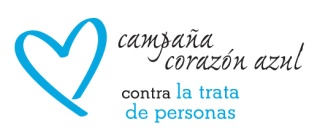 campaña
corazón azul
contra la trata
de personas